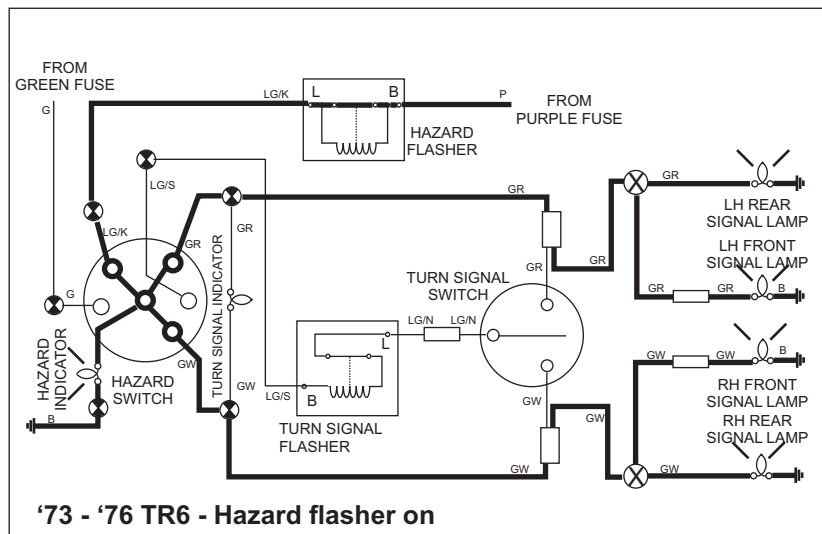 FROM
GREEN FUSE
G
LG/K
L
B
P
FROM
PURPLE FUSE
HAZARD
FLASHER
LG/S
LG/K
GR
GR
GR
GR
GR
GR
LH REAR
SIGNAL LAMP
LH FRONT
SIGNAL LAMP
GR
GR
B
G
TURN SIGNAL INDICATOR
TURN SIGNAL
SWITCH
LG/N
LG/N
L
HAZARD
INDICATOR
HAZARD
SWITCH
GW
GW
LG/S
B
B
TURN SIGNAL
FLASHER
GW
GW
GW
GW
GW
B
RH FRONT
SIGNAL LAMP
RH REAR
SIGNAL LAMP
GW
GW
‘73 - ‘76 TR6 - Hazard flasher on